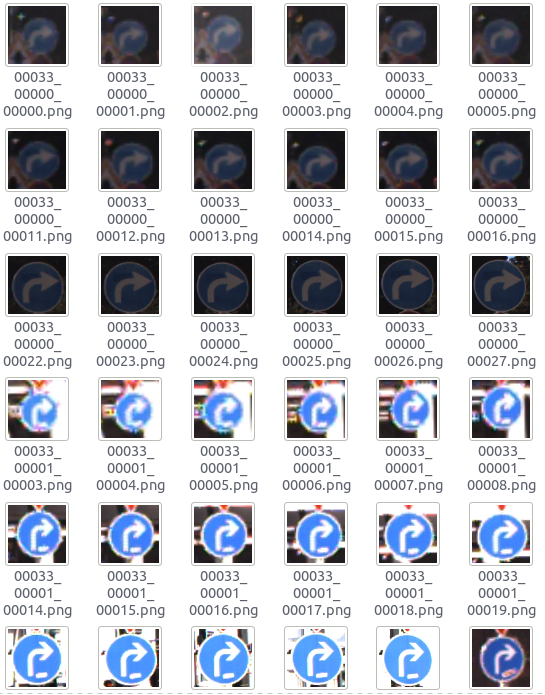 00033_ 00033_ 00033_ 00033_ 00033_ 00033_
00000_ 00000_ 00000_ 00000_ 00000_ 00000_
00000.png 00001.png 00002.png 00003.png 00004.png 00005.png
00033_ 00033_ 00033_ 00033_ 00033_ 00033_
00000_ 00000_ 00000_ 00000_ 00000_ 00000_
00011.png 00012.png 00013.png 00014.png 00015.png 00016.png
00033_ 00033_ 00033_ 00033_ 00033_ 00033_
00000_ 00000_ 00000_ 00000_ 00000_ 00000_
00022.png 00023.png 00024.png 00025.png 00026.png 00027.png
00033_ 00033_ 00033_ 00033_ 00033_ 00033_
00001_ 00001_ 00001_ 00001_ 00001_ 00001_
00003.png 00004.png 00005.png 00006.png 00007.png 00008.png
00033_ 00033_ 00033_ 00033_ 00033_ 00033_
00001_ 00001_ 00001_ 00001_ 00001_ 00001_
00014.png 00015.png 00016.png 00017.png 00018.png 00019.png